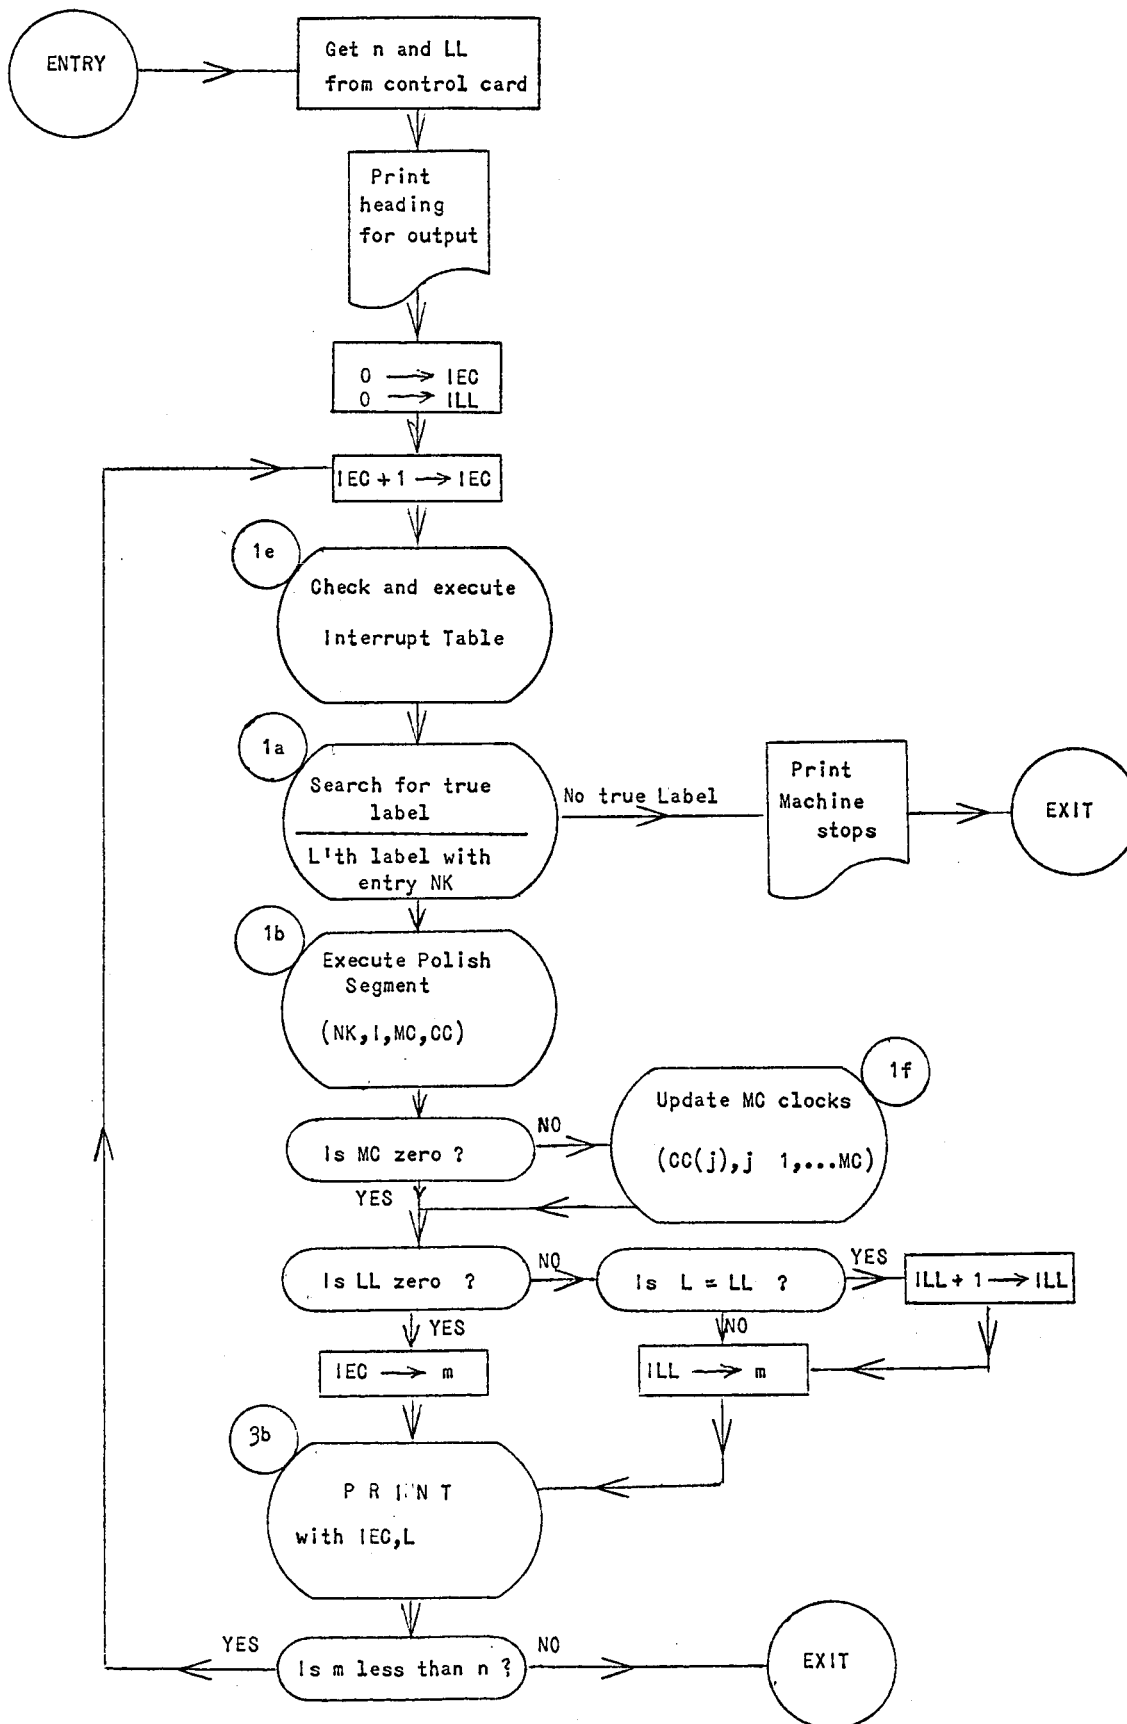 ENTRY
Get n and LL
from control card
Print
heading
for output
0 → IEC
0 → ILL
IEC + 1 → IEC
1e
Check and execute
Interrupt Table
1a
Search for true
label
L'th label with
entry NK
No true Label
Print
Machine
stops
EXIT
1b
Execute Polish
Segment
(NK,I,MC,CC)
Is MC zero ?
NO
1f
Update MC clocks
(CC(j),j 1,...MC)
YES
Is LL zero ?
NO
Is L = LL ?
YES
ILL + 1 → ILL
YES
NO
IEC → m
ILL → m
3b
P R I N T
with IEC,L
Is m less than n ?
YES
NO
EXIT